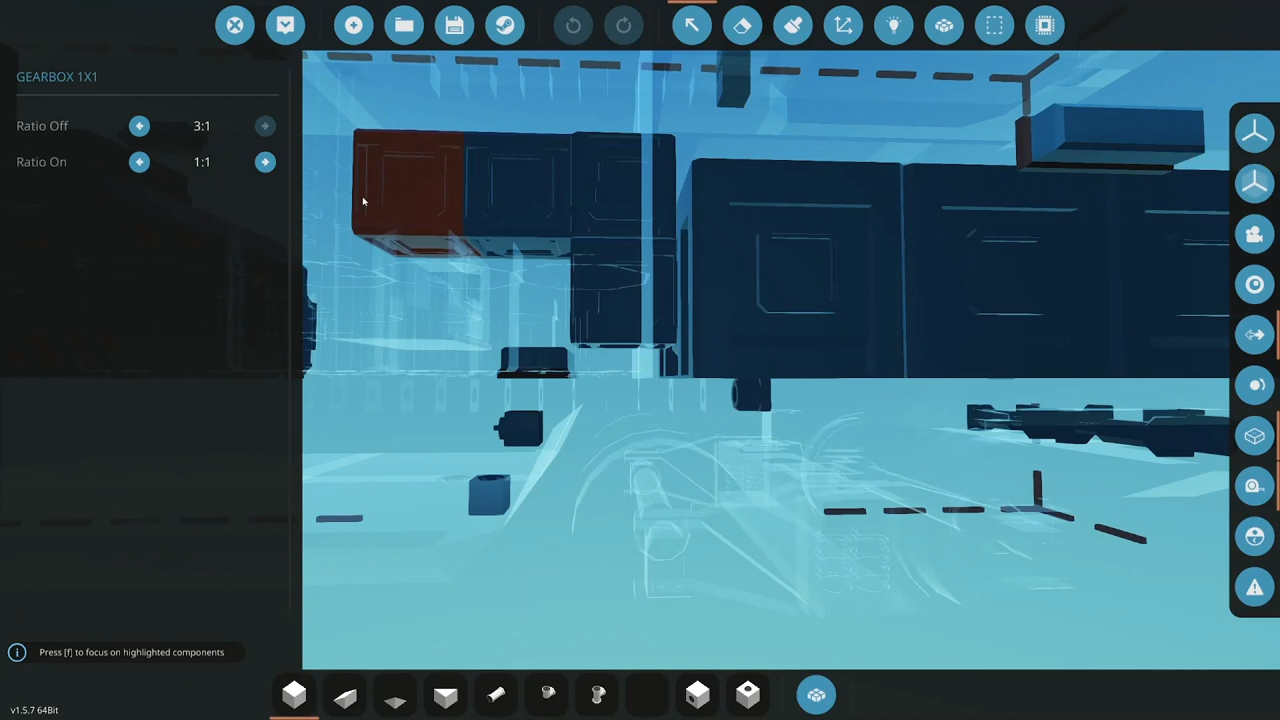 GEARBOX 1X1
Ratio Off 3:1
Ratio On 1:1
Press [f] to focus on highlighted components
v1.5.7 64Bit